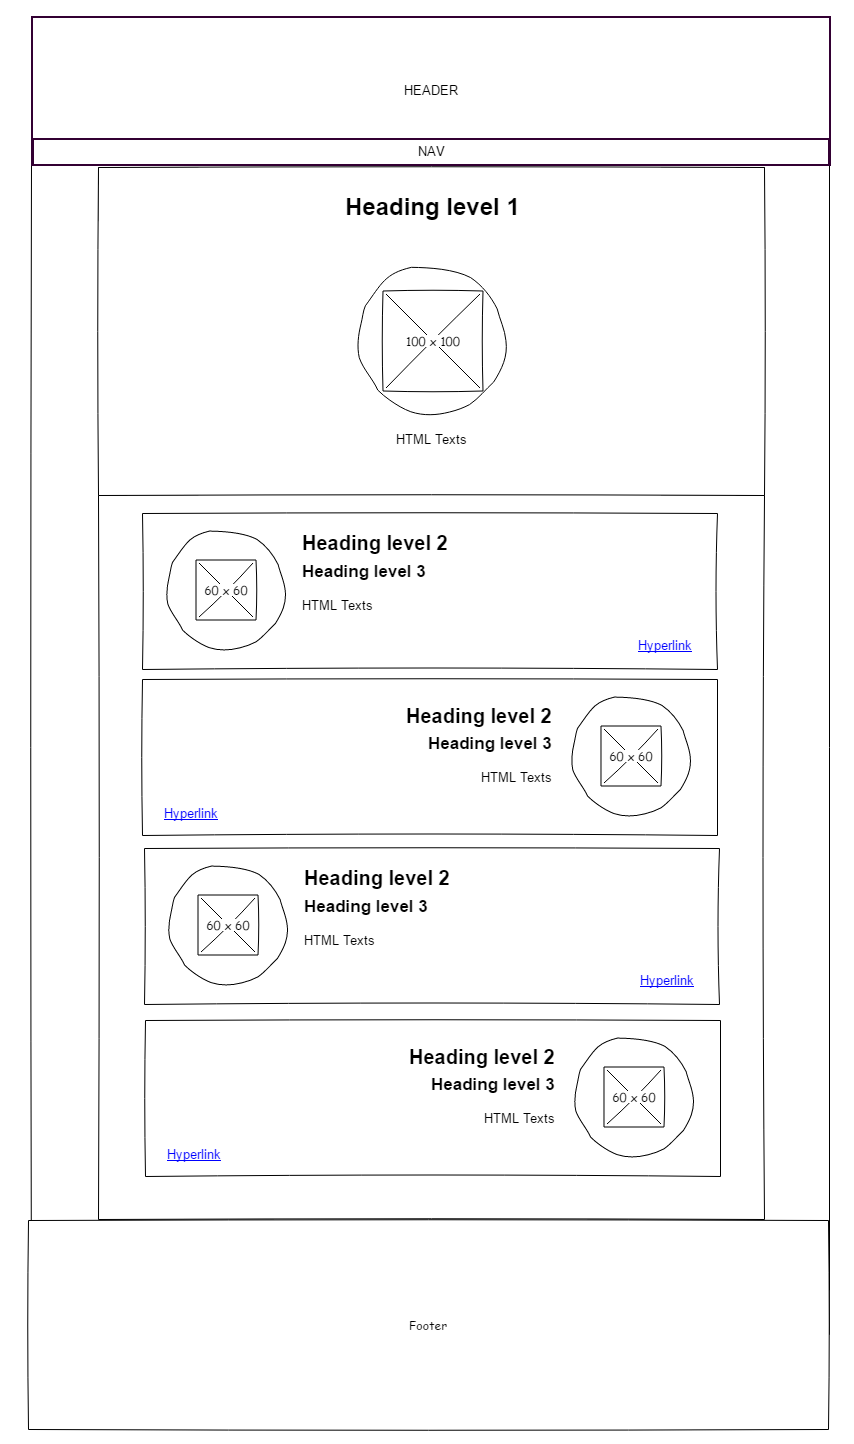 HEADER
NAV
Heading level 1
100 × 100
HTML Texts
Heading level 2
Heading level 3
60 × 60
HTML Texts
Hyperlink
Heading level 2
Heading level 3
60 × 60
HTML Texts
Hyperlink
Heading level 2
Heading level 3
60 × 60
HTML Texts
Hyperlink
Heading level 2
Heading level 3
60 × 60
HTML Texts
Hyperlink
Footer